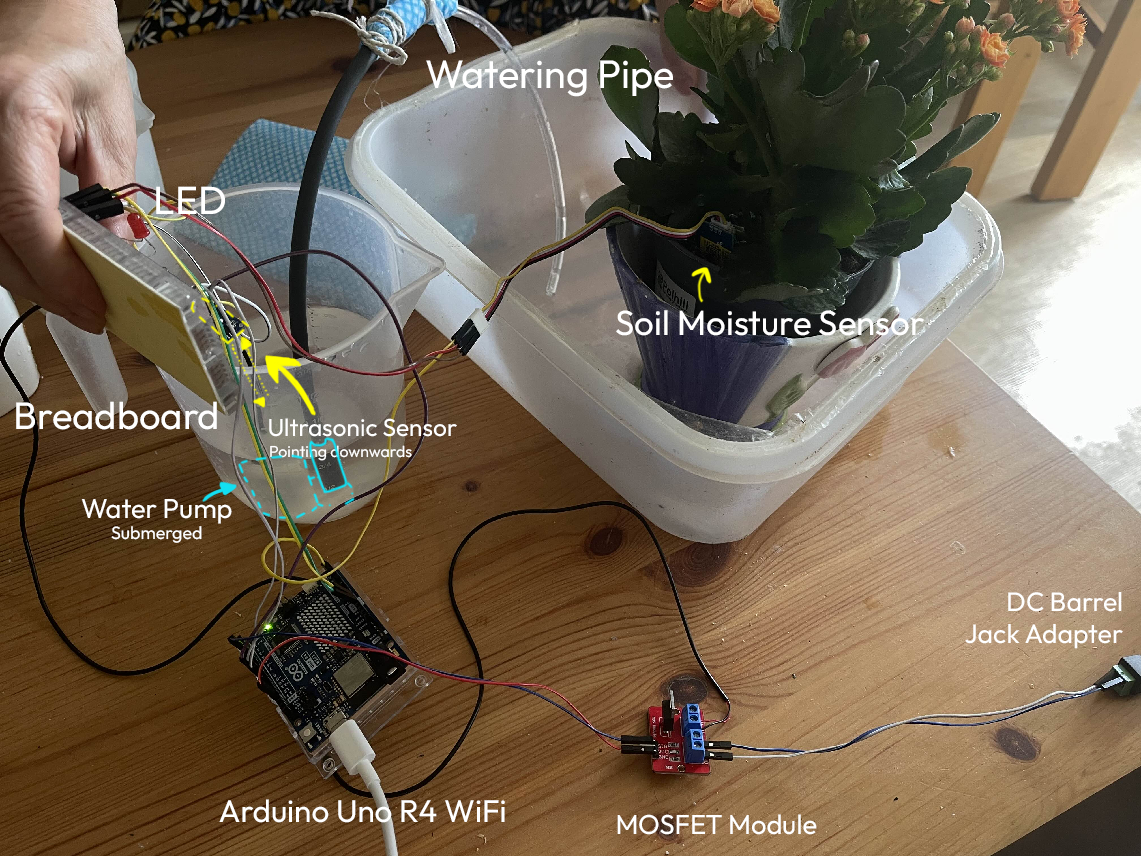 Watering Pipe
LED
Soil Moisture Sensor
Breadboard
Ultrasonic Sensor
Pointing downwards
Water Pump
Submerged
DC Barrel
Jack Adapter
Arduino Uno R4 WiFi
MOSFET Module